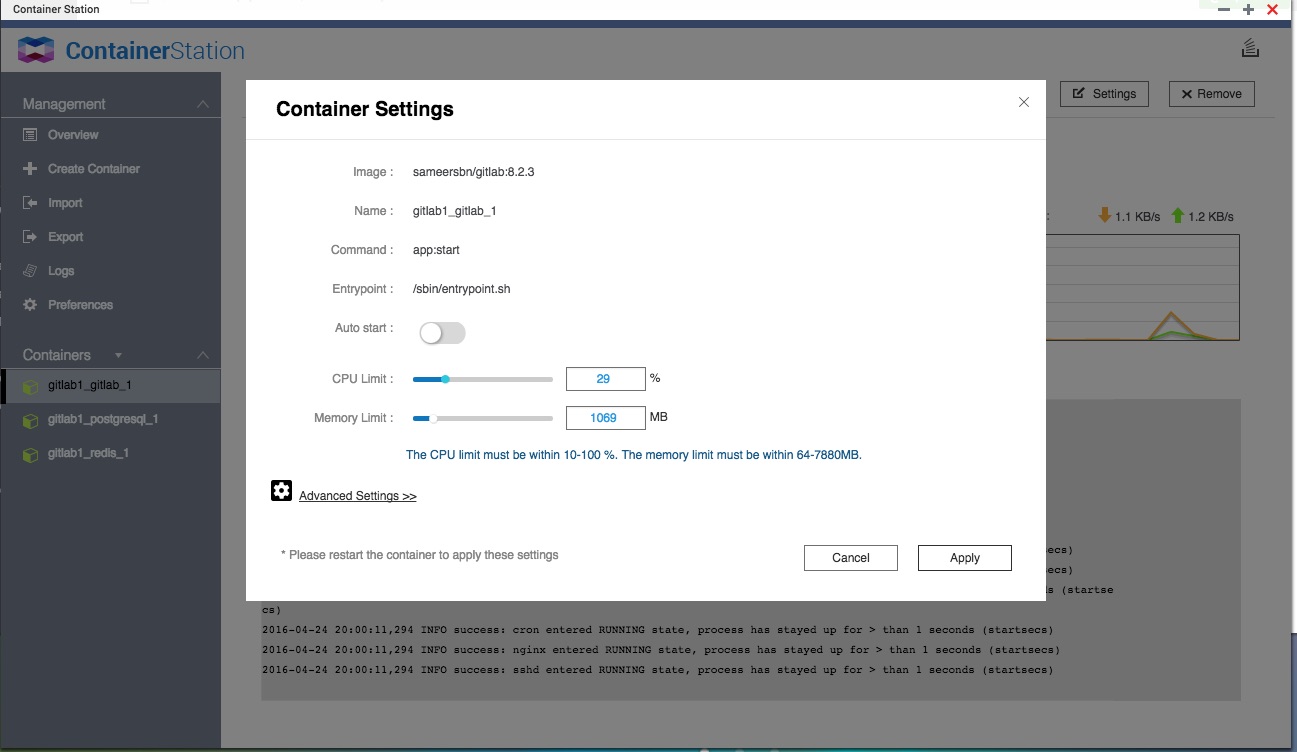 Container Station
ContainerStation
Management
Overview
Create Container
Import
Export
Logs
Preferences
Containers
gitlab1_gitlab_1
gitlab1_postgresql_1
gitlab1_redis_1
Settings
Remove
1.1 KB/s 1.2 KB/s
Container Settings
Image : sameersbn/gitlab:8.2.3
Name : gitlab1_gitlab_1
Command : app:start
Entrypoint : /sbin/entrypoint.sh
Auto start :
CPU Limit : 29 %
Memory Limit : 1069 MB
The CPU limit must be within 10-100 %. The memory limit must be within 64-7880MB.
Advanced Settings >>
* Please restart the container to apply these settings
Cancel
Apply
ecs)
ecs)
s (startse
cs)
2016-04-24 20:00:11,294 INFO success: cron entered RUNNING state, process has stayed up for > than 1 seconds (startsecs)
2016-04-24 20:00:11,294 INFO success: nginx entered RUNNING state, process has stayed up for > than 1 seconds (startsecs)
2016-04-24 20:00:11,294 INFO success: sshd entered RUNNING state, process has stayed up for > than 1 seconds (startsecs)